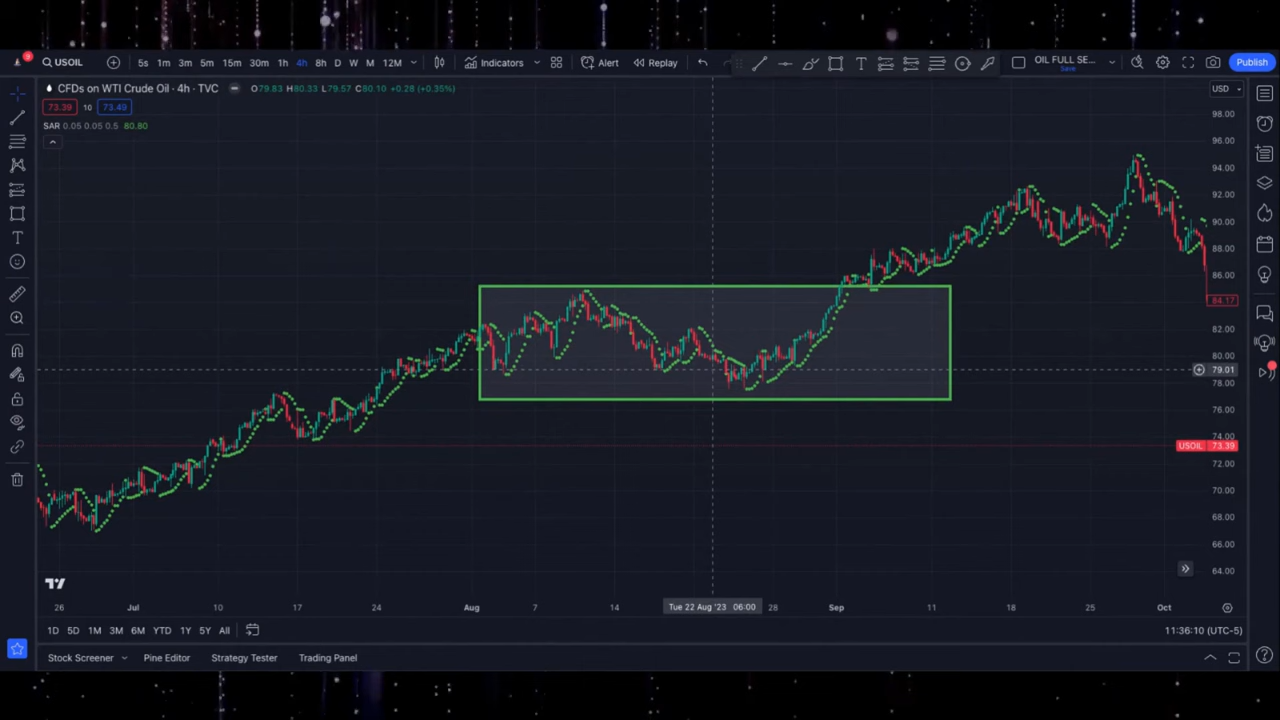 USOIL 5s 1m 3m 5m 15m 30m 1h 4h 8h D W M 12M Indicators Alert Replay OIL FULL SE... Save Publish
CFDs on WTI Crude Oil · 4h · TVC O79.83 H80.33 L79.57 C80.10 +0.28 (+0.35%) USD
73.39 10 73.49
SAR 0.05 0.05 0.5 80.80
98.00
96.00
94.00
92.00
90.00
88.00
86.00
84.17
82.00
80.00
79.01
78.00
76.00
74.00
USOIL 73.39
72.00
70.00
68.00
66.00
64.00
26 Jul 10 17 24 Aug 7 14 Tue 22 Aug '23 06:00 28 Sep 11 18 25 Oct
1D 5D 1M 3M 6M YTD 1Y 5Y All 11:36:10 (UTC-5)
Stock Screener Pine Editor Strategy Tester Trading Panel